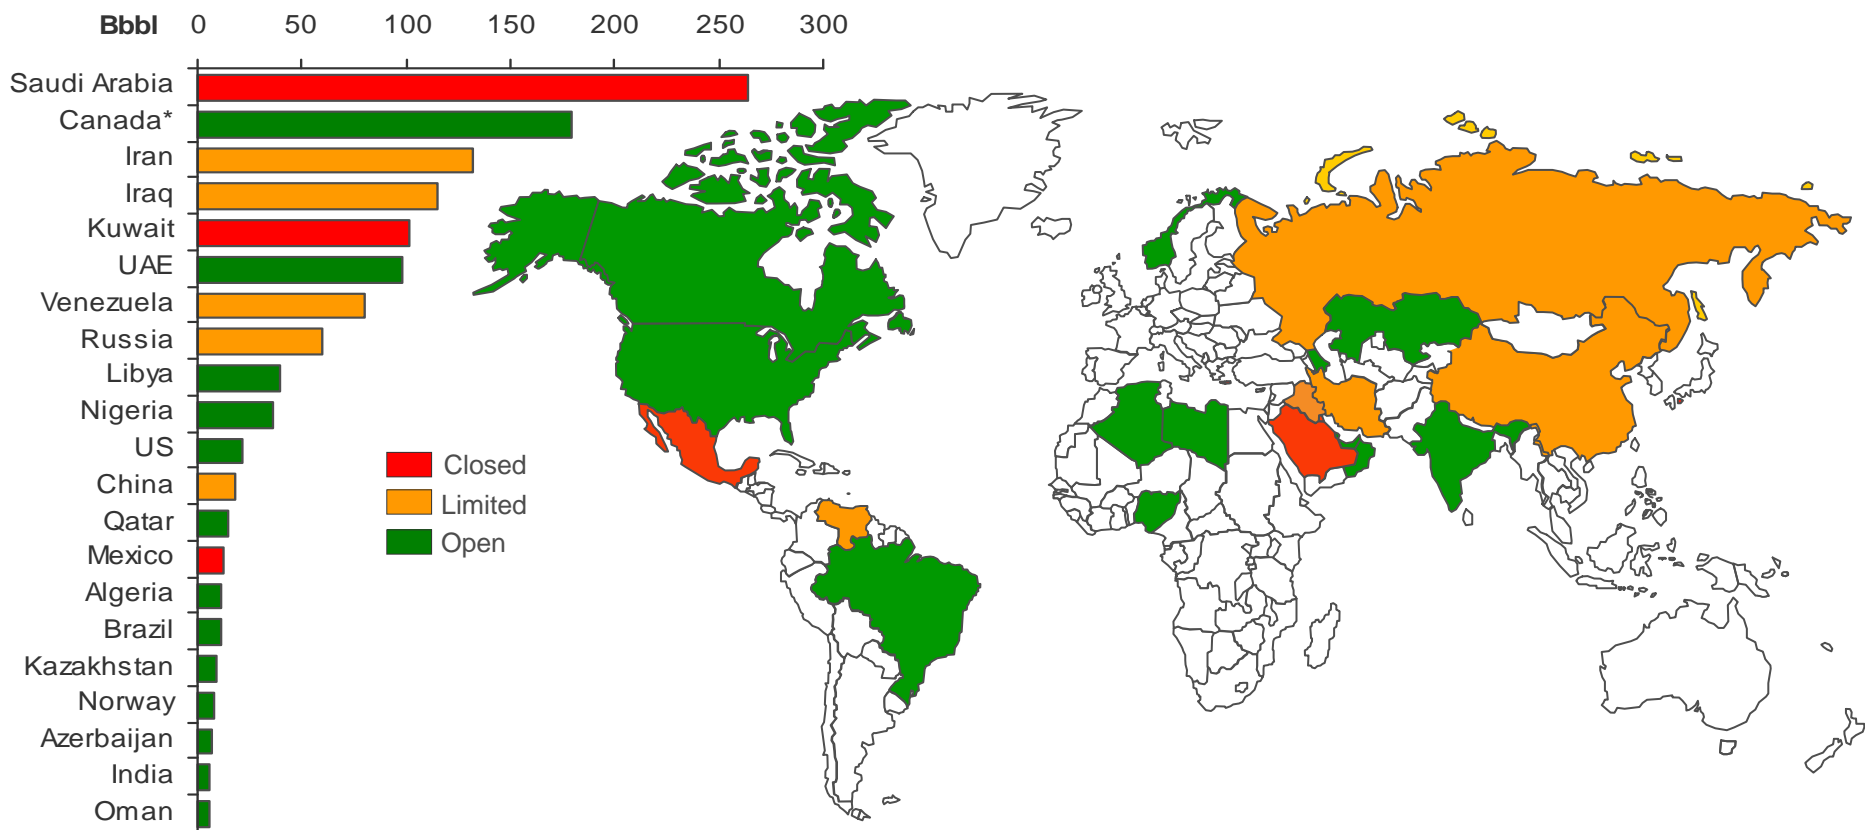 Bbbl 0 50 100 150 200 250 300
Saudi Arabia
Canada*
Iran
Iraq
Kuwait
UAE
Venezuela
Russia
Libya
Nigeria
US
China
Qatar
Mexico
Algeria
Brazil
Kazakhstan
Norway
Azerbaijan
India
Oman
Closed
Limited
Open